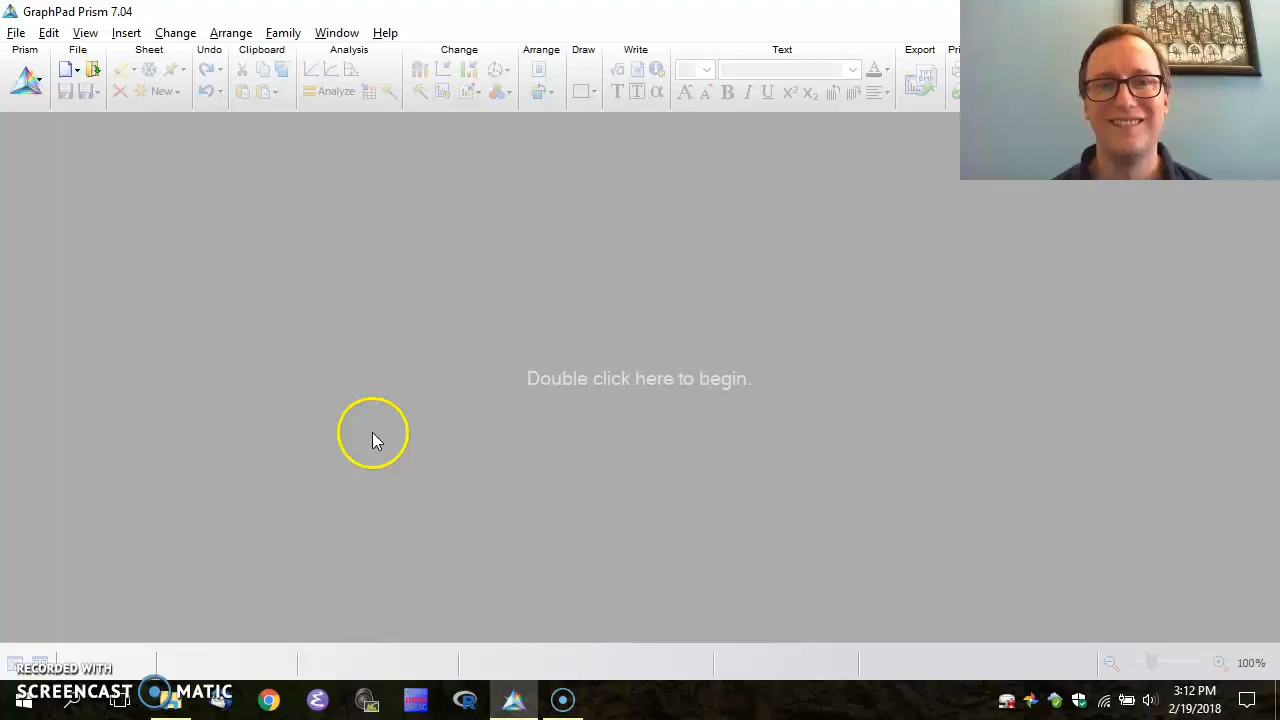 GraphPad Prism 7.04
File Edit View Insert Change Arrange Family Window Help
Prism File Sheet Undo Clipboard Analysis Change Arrange Draw Write Text Export
New Analyze
Double click here to begin.
100%
RECORDED WITH
SCREENCAST MATIC
3:12 PM
2/19/2018